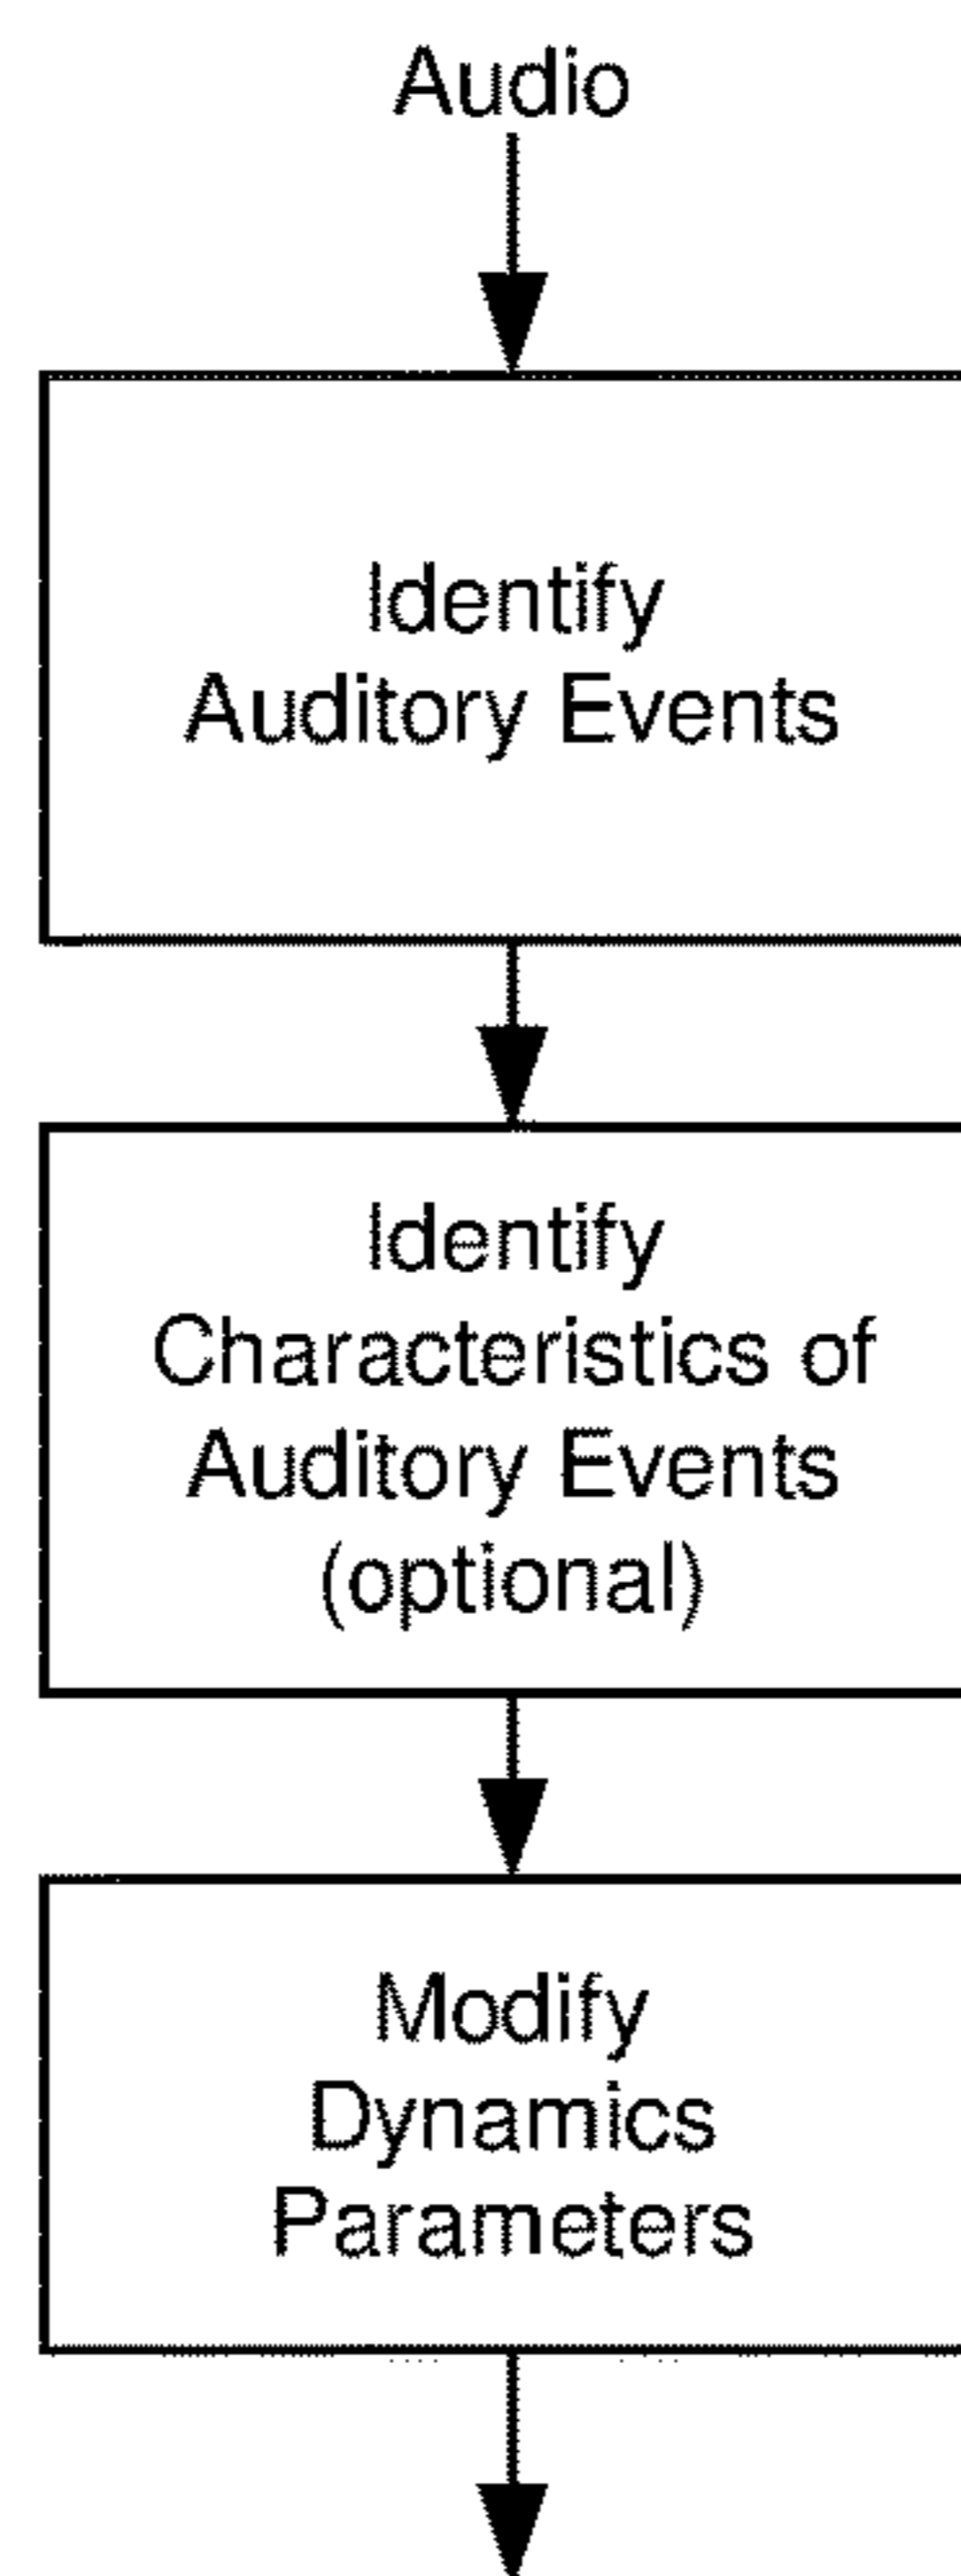 Audio
Identify
Auditory Events
Identify
Characteristics of
Auditory Events
(optional)
Modify
Dynamics
Parameters